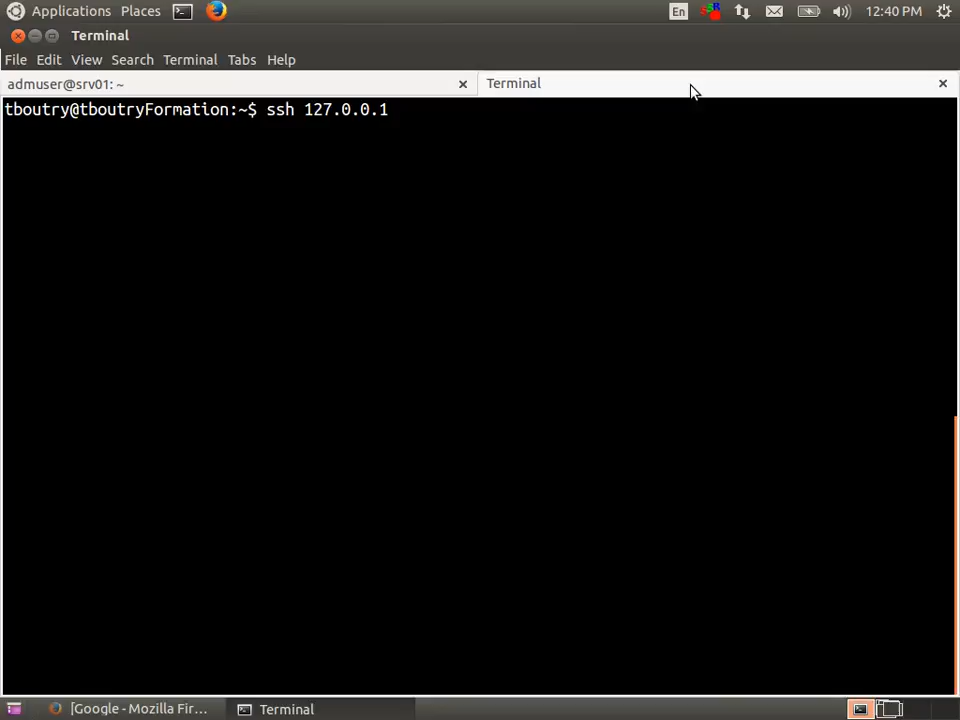 Applications Places En 12:40 PM
Terminal
File Edit View Search Terminal Tabs Help
admuser@srv01: ~ Terminal
tboutry@tboutryFormation:~$ ssh 127.0.0.1
[Google - Mozilla Fir... Terminal